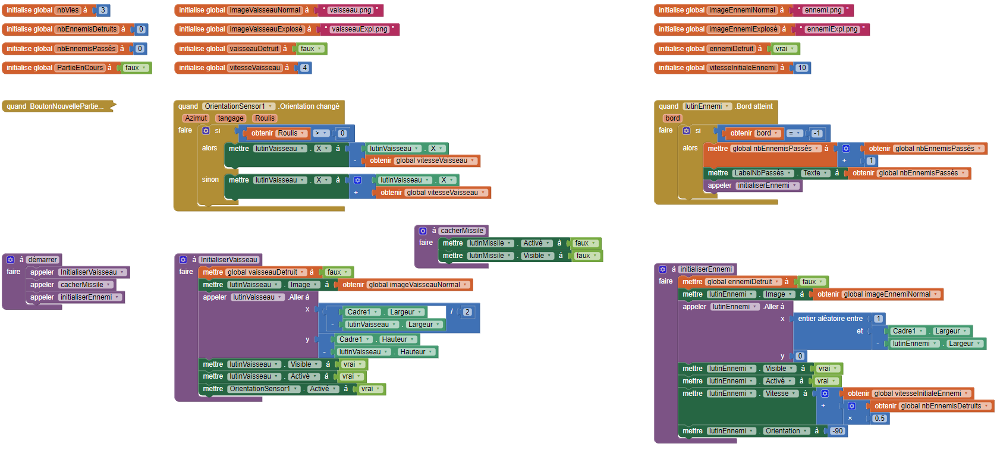 initialise global nbVies à 3
initialise global nbEnnemisDetruits à 0
initialise global nbEnnemisPassés à 0
initialise global PartieEnCours à faux
initialise global imageVaisseauNormal à " vaisseau.png "
initialise global imageVaisseauExplosé à " vaisseauExpl.png "
initialise global vaisseauDetruit à faux
initialise global vitesseVaisseau à 4
initialise global imageEnnemiNormal à " ennemi.png "
initialise global imageEnnemiExplosé à " ennemiExpl.png "
initialise global ennemiDetruit à vrai
initialise global vitesseInitialeEnnemi à 10
quand BoutonNouvellePartie...
quand OrientationSensor1 .Orientation changé
Azimut tangage Roulis
faire si obtenir Roulis > 0
alors mettre lutinVaisseau . X à lutinVaisseau . X
- obtenir global vitesseVaisseau
sinon mettre lutinVaisseau . X à lutinVaisseau . X
+ obtenir global vitesseVaisseau
quand lutinEnnemi .Bord atteint
bord
faire si obtenir bord = -1
alors mettre global nbEnnemisPassés à obtenir global nbEnnemisPassés
+ 1
mettre LabelNbPassés . Texte à obtenir global nbEnnemisPassés
appeler initialiserEnnemi
à cacherMissile
faire mettre lutinMissile . Activé à faux
mettre lutinMissile . Visible à faux
à démarrer
faire appeler InitialiserVaisseau
appeler cacherMissile
appeler initialiserEnnemi
à InitialiserVaisseau
faire mettre global vaisseauDetruit à faux
mettre lutinVaisseau . Image à obtenir global imageVaisseauNormal
appeler lutinVaisseau .Aller à
x Cadre1 . Largeur / 2
- lutinVaisseau . Largeur
y Cadre1 . Hauteur
- lutinVaisseau . Hauteur
mettre lutinVaisseau . Visible à vrai
mettre lutinVaisseau . Activé à vrai
mettre OrientationSensor1 . Activé à vrai
à initialiserEnnemi
faire mettre global ennemiDetruit à faux
mettre lutinEnnemi . Image à obtenir global imageEnnemiNormal
appeler lutinEnnemi .Aller à
x entier aléatoire entre 1
et Cadre1 . Largeur
- lutinEnnemi . Largeur
y 0
mettre lutinEnnemi . Visible à vrai
mettre lutinEnnemi . Activé à vrai
mettre lutinEnnemi . Vitesse à obtenir global vitesseInitialeEnnemi
+ obtenir global nbEnnemisDetruits
× 0.5
mettre lutinEnnemi . Orientation à -90